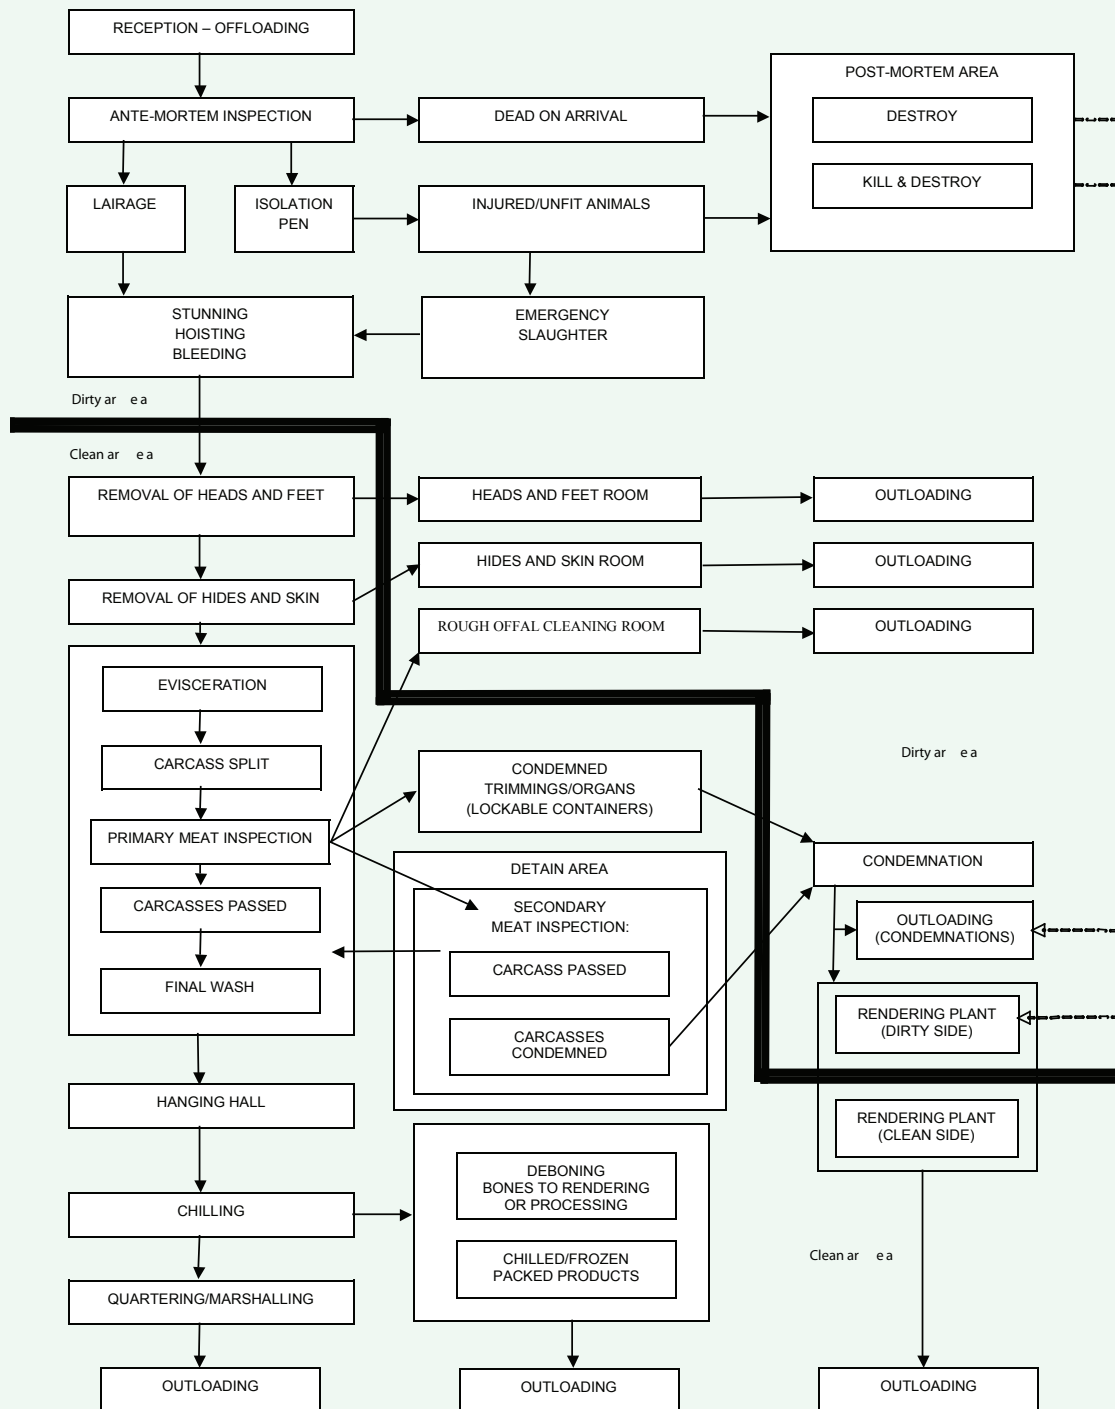 RECEPTION – OFFLOADING
POST-MORTEM AREA
ANTE-MORTEM INSPECTION
DEAD ON ARRIVAL
DESTROY
KILL & DESTROY
LAIRAGE
ISOLATION
PEN
INJURED/UNFIT ANIMALS
STUNNING
HOISTING
BLEEDING
EMERGENCY
SLAUGHTER
Dirty ar e a
Clean ar e a
REMOVAL OF HEADS AND FEET
HEADS AND FEET ROOM
OUTLOADING
HIDES AND SKIN ROOM
OUTLOADING
REMOVAL OF HIDES AND SKIN
ROUGH OFFAL CLEANING ROOM
OUTLOADING
EVISCERATION
CARCASS SPLIT
PRIMARY MEAT INSPECTION
CARCASSES PASSED
FINAL WASH
CONDEMNED
TRIMMINGS/ORGANS
(LOCKABLE CONTAINERS)
Dirty ar e a
DETAIN AREA
SECONDARY
MEAT INSPECTION:
CARCASS PASSED
CARCASSES
CONDEMNED
CONDEMNATION
OUTLOADING
(CONDEMNATIONS)
RENDERING PLANT
(DIRTY SIDE)
RENDERING PLANT
(CLEAN SIDE)
HANGING HALL
CHILLING
DEBONING
BONES TO RENDERING
OR PROCESSING
CHILLED/FROZEN
PACKED PRODUCTS
Clean ar e a
QUARTERING/MARSHALLING
OUTLOADING
OUTLOADING
OUTLOADING